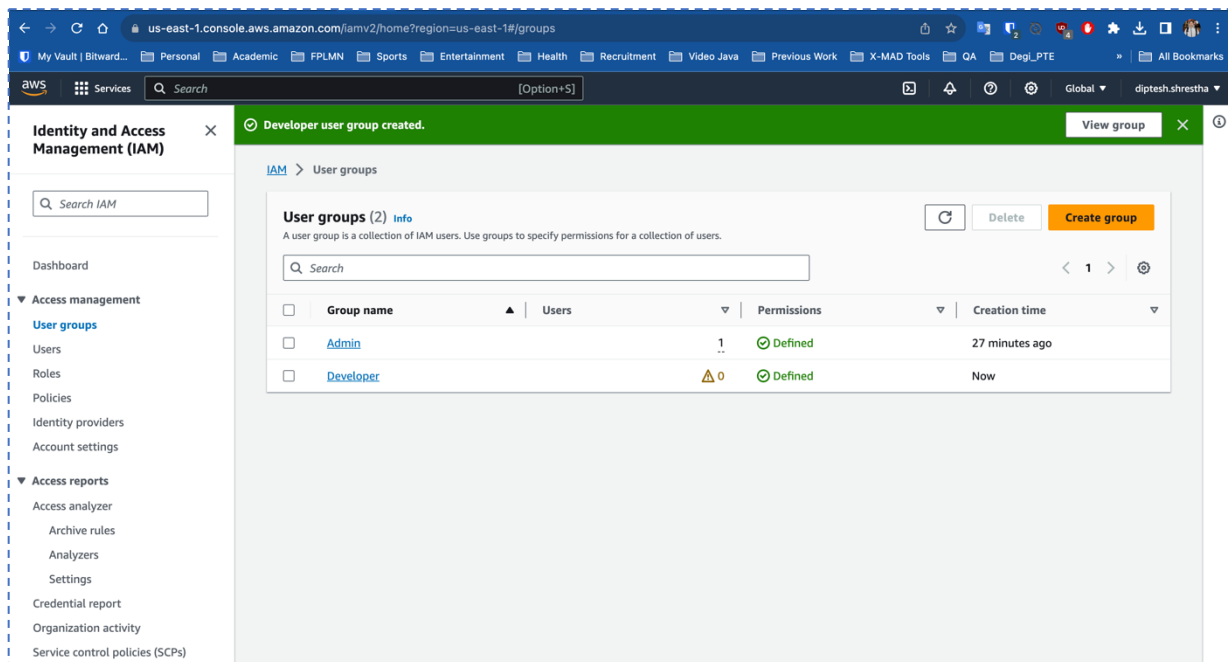 us-east-1.console.aws.amazon.com/iamv2/home?region=us-east-1#/groups
My Vault | Bitward... Personal Academic FPLMN Sports Entertainment Health Recruitment Video Java Previous Work X-MAD Tools QA Degi_PTE » All Bookmarks
aws Services Search [Option+S] Global diptesh.shrestha
Identity and Access
Management (IAM)
Search IAM
Dashboard
Access management
User groups
Users
Roles
Policies
Identity providers
Account settings
Access reports
Access analyzer
Archive rules
Analyzers
Settings
Credential report
Organization activity
Service control policies (SCPs)
Developer user group created. View group
IAM > User groups
User groups (2) Info Delete Create group
A user group is a collection of IAM users. Use groups to specify permissions for a collection of users.
Search 1
Group name Users Permissions Creation time
Admin 1 Defined 27 minutes ago
Developer 0 Defined Now